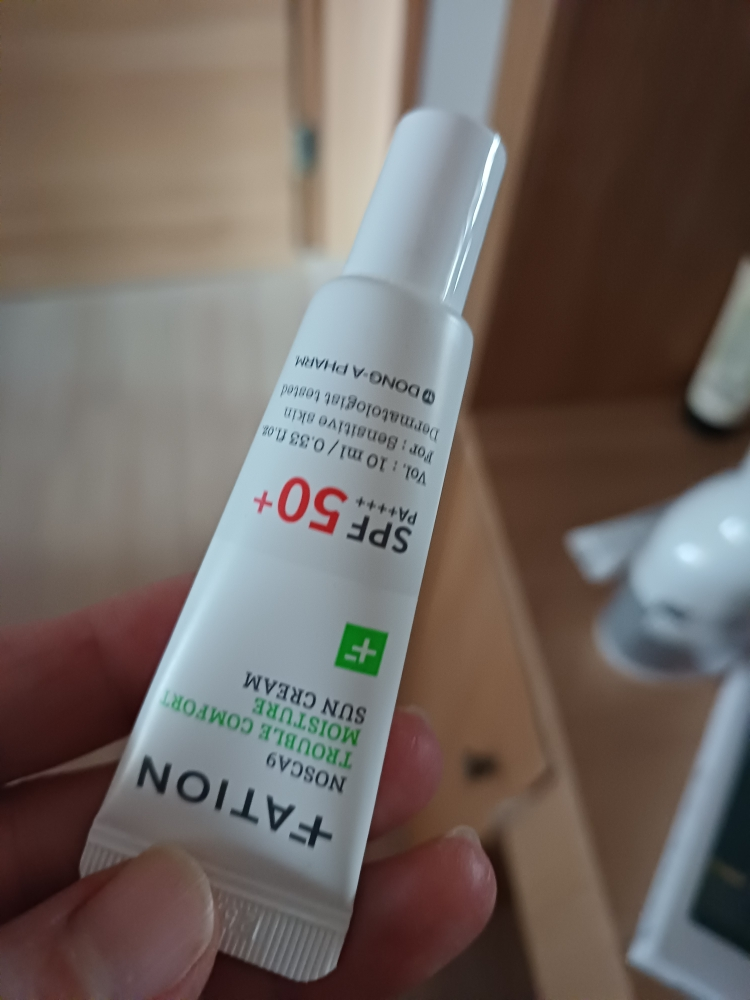 FATION
NOSCA9
TROUBLE COMFORT
MOISTURE
SUN CREAM
SPF 50+
PA++++
Vol. : 10 ml / 0.33 fl.oz
For : Sensitive skin
Dermatologist tested
DONG-A PHARM